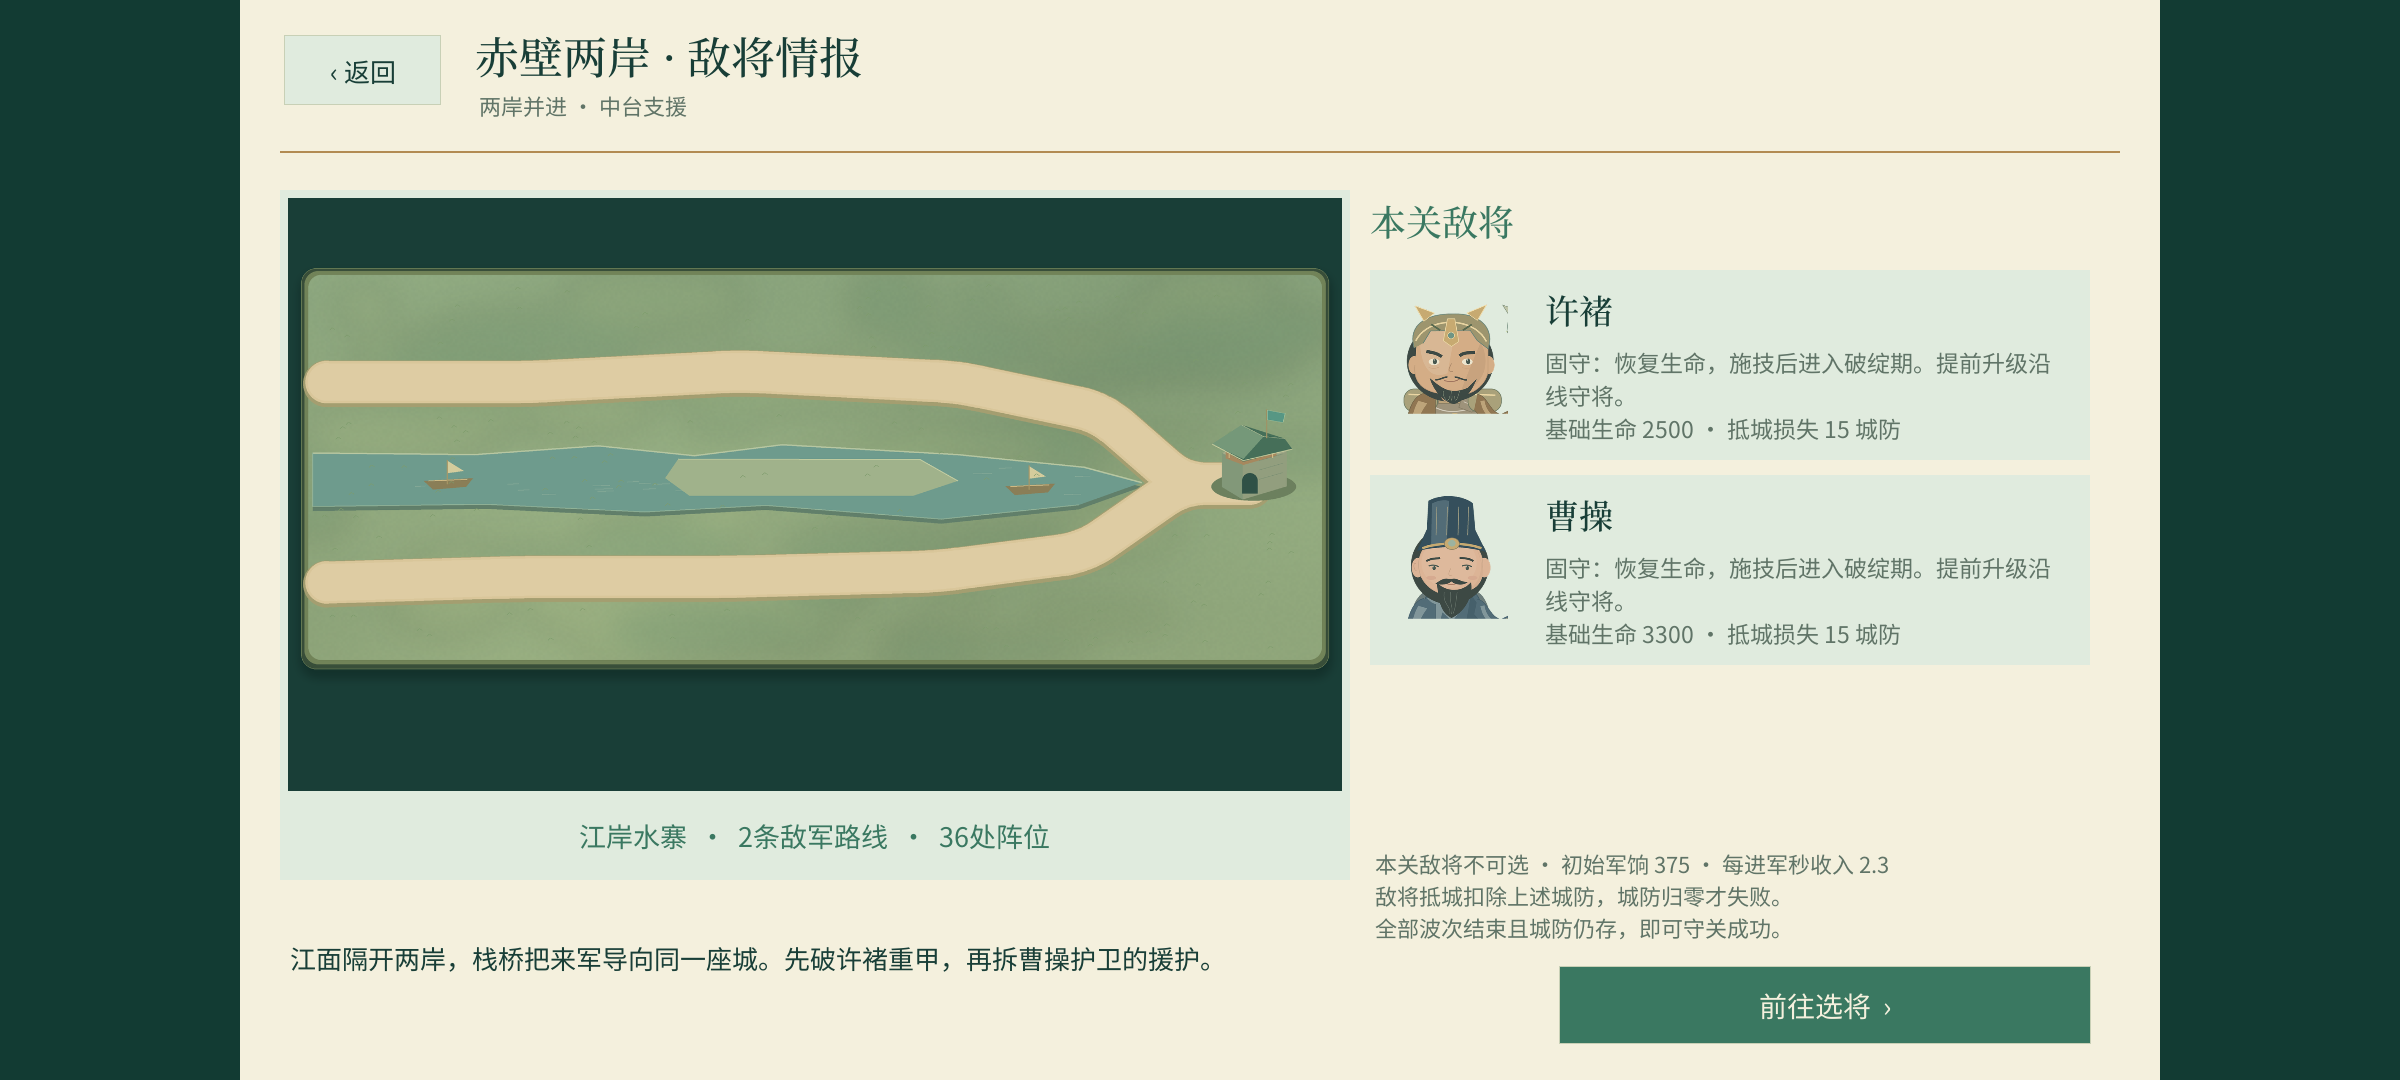 ‹ 返回
赤壁两岸 · 敌将情报
两岸并进 · 中台支援
本关敌将
许褚
固守：恢复生命，施技后进入破绽期。提前升级沿
线守将。
基础生命 2500 · 抵城损失 15 城防
曹操
固守：恢复生命，施技后进入破绽期。提前升级沿
线守将。
基础生命 3300 · 抵城损失 15 城防
江岸水寨 · 2条敌军路线 · 36处阵位
江面隔开两岸，栈桥把来军导向同一座城。先破许褚重甲，再拆曹操护卫的援护。
本关敌将不可选 · 初始军饷 375 · 每进军秒收入 2.3
敌将抵城扣除上述城防，城防归零才失败。
全部波次结束且城防仍存，即可守关成功。
前往选将 ›